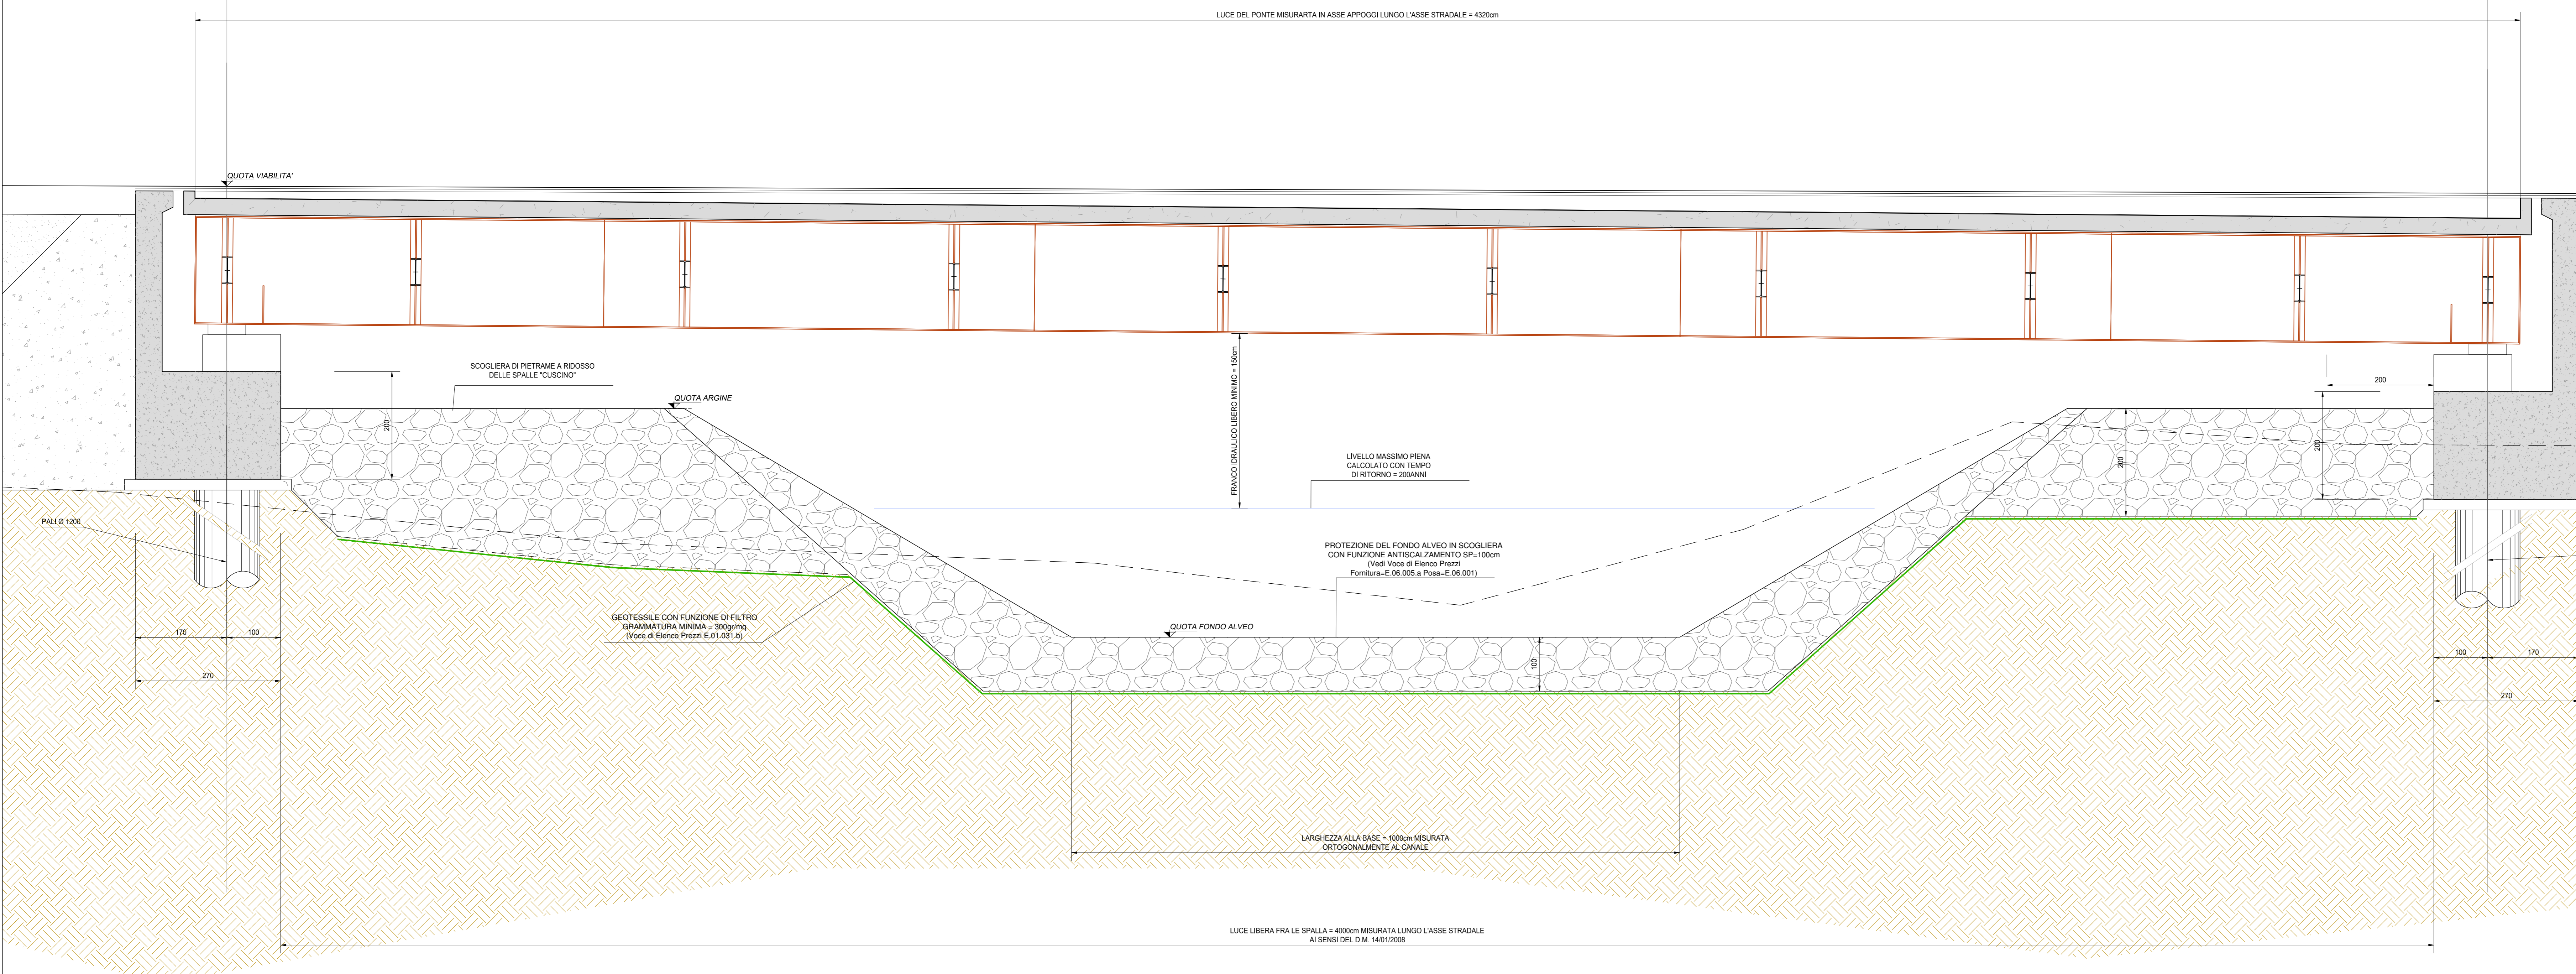 LUCE DEL PONTE MISURARTA IN ASSE APPOGGI LUNGO L'ASSE STRADALE = 4320cm
QUOTA VIABILITA'
SCOGLIERA DI PIETRAME A RIDOSSO
DELLE SPALLE "CUSCINO"
200
QUOTA ARGINE
FRANCO IDRAULICO LIBERO MINIMO = 150cm
LIVELLO MASSIMO PIENA
CALCOLATO CON TEMPO
DI RITORNO = 200ANNI
200
200
200
PALI Ø 1200
PROTEZIONE DEL FONDO ALVEO IN SCOGLIERA
CON FUNZIONE ANTISCALZAMENTO SP=100cm
(Vedi Voce di Elenco Prezzi
Fornitura=E.06.005.a Posa=E.06.001)
GEOTESSILE CON FUNZIONE DI FILTRO
GRAMMATURA MINIMA = 300gr/mq
(Voce di Elenco Prezzi E.01.031.b)
QUOTA FONDO ALVEO
170
100
270
100
100
170
270
LARGHEZZA ALLA BASE = 1000cm MISURATA
ORTOGONALMENTE AL CANALE
LUCE LIBERA FRA LE SPALLA = 4000cm MISURATA LUNGO L'ASSE STRADALE
AI SENSI DEL D.M. 14/01/2008